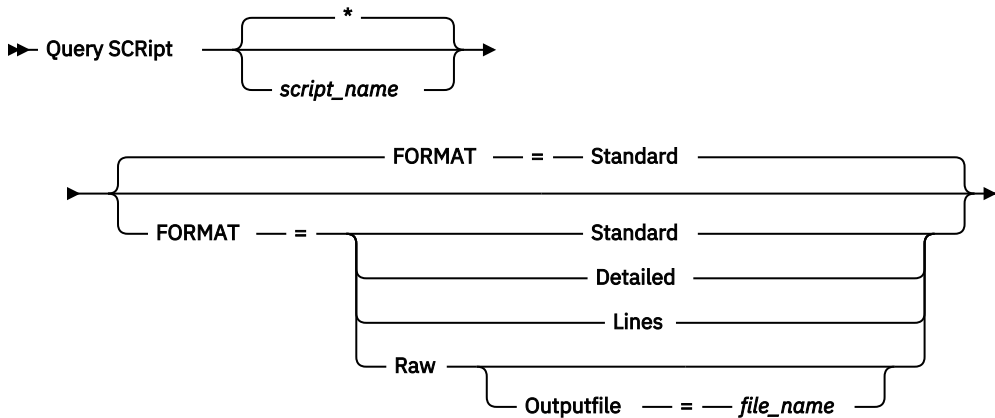 *
Query SCRipt
script_name
FORMAT = Standard
FORMAT = Standard
Detailed
Lines
Raw
Outputfile = file_name